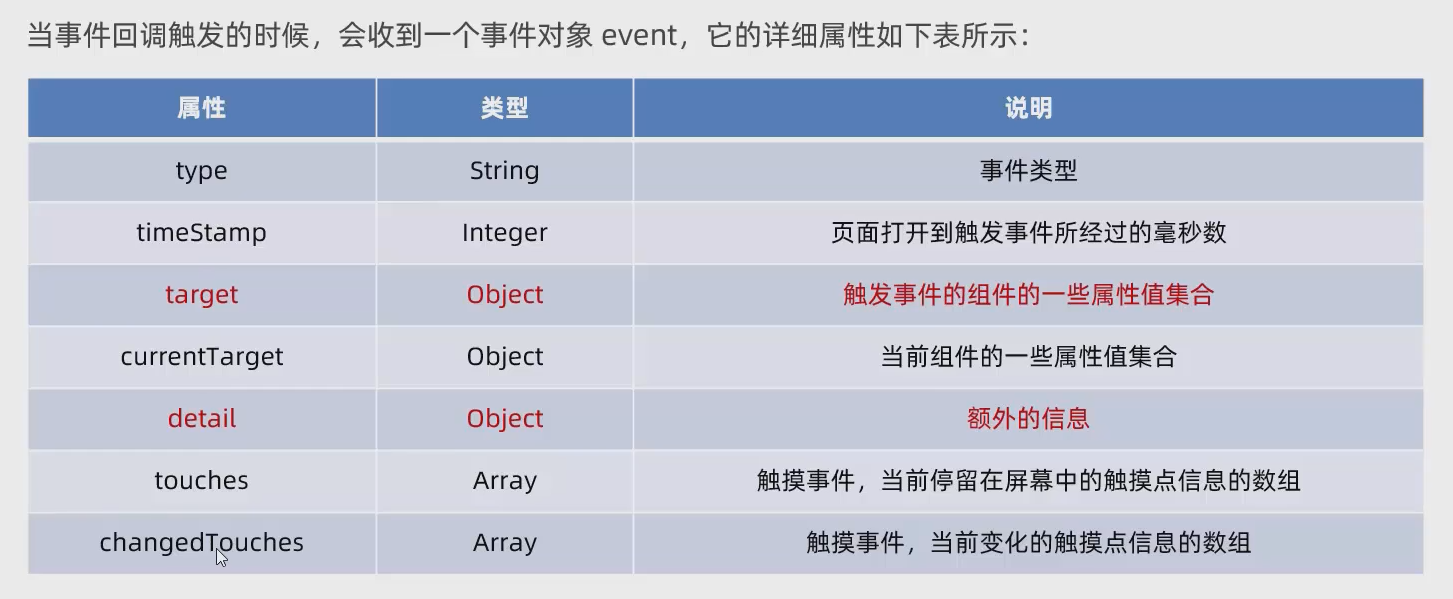 当事件回调触发的时候，会收到一个事件对象 event，它的详细属性如下表所示：
属性 类型 说明
type String 事件类型
timeStamp Integer 页面打开到触发事件所经过的毫秒数
target Object 触发事件的组件的一些属性值集合
currentTarget Object 当前组件的一些属性值集合
detail Object 额外的信息
touches Array 触摸事件，当前停留在屏幕中的触摸点信息的数组
changedTouches Array 触摸事件，当前变化的触摸点信息的数组